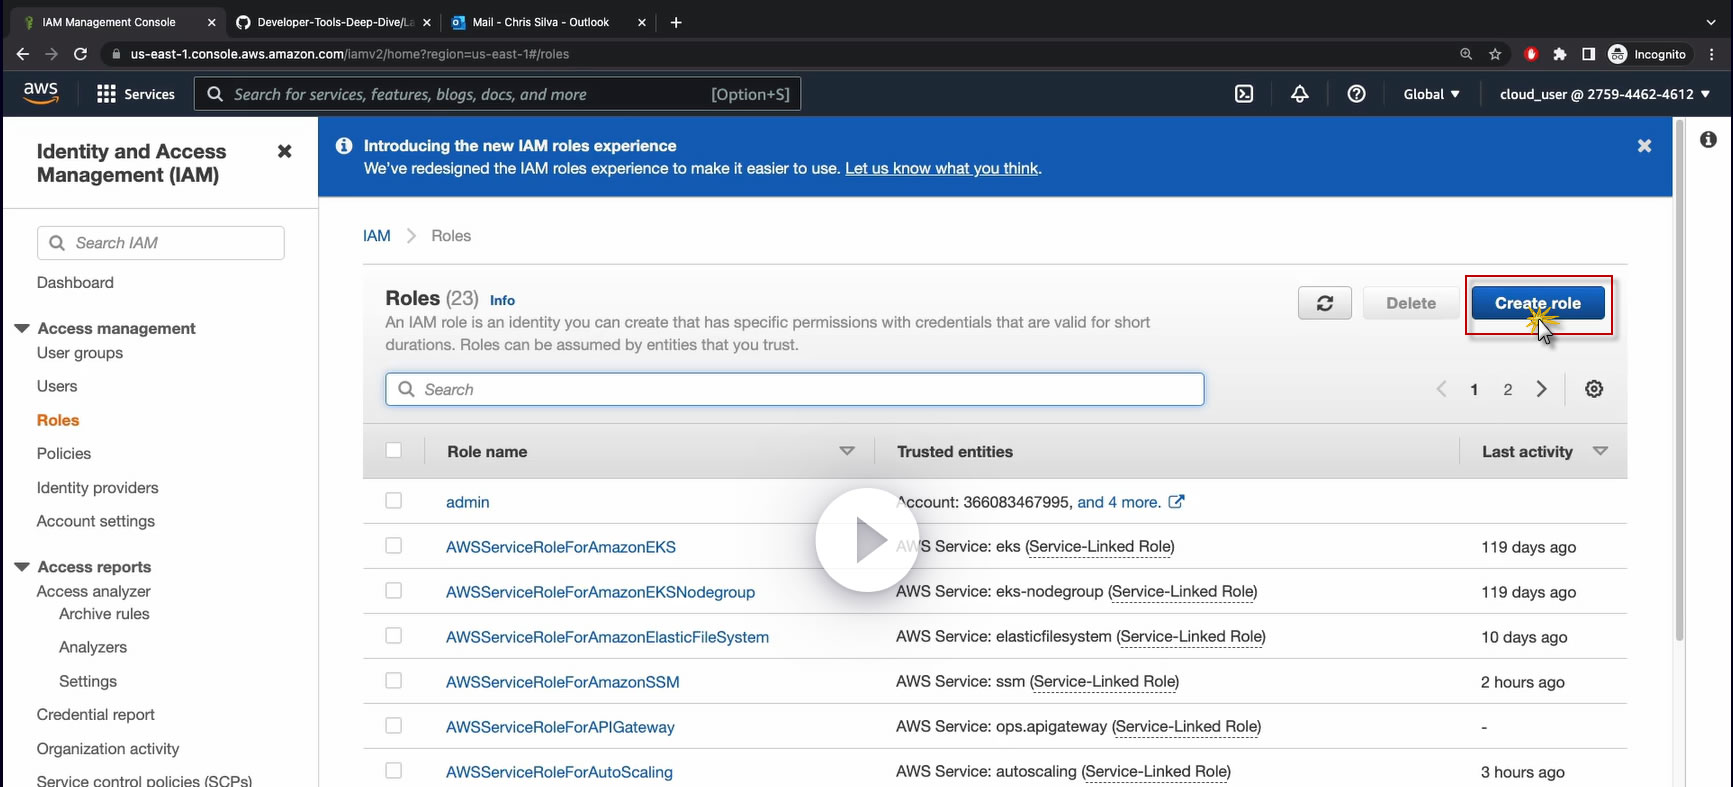 IAM Management Console
Developer-Tools-Deep-Dive/La
Mail - Chris Silva - Outlook
us-east-1.console.aws.amazon.com/iamv2/home?region=us-east-1#/roles
Incognito
aws
Services
Search for services, features, blogs, docs, and more
[Option+S]
Global
cloud_user @ 2759-4462-4612
Identity and Access
Management (IAM)
Search IAM
Dashboard
Access management
User groups
Users
Roles
Policies
Identity providers
Account settings
Access reports
Access analyzer
Archive rules
Analyzers
Settings
Credential report
Organization activity
Service control policies (SCPs)
Introducing the new IAM roles experience
We've redesigned the IAM roles experience to make it easier to use. Let us know what you think.
IAM > Roles
Roles (23) Info
An IAM role is an identity you can create that has specific permissions with credentials that are valid for short
durations. Roles can be assumed by entities that you trust.
Delete
Create role
Search
1 2
Role name Trusted entities Last activity
admin Account: 366083467995, and 4 more.
AWSServiceRoleForAmazonEKS AWS Service: eks (Service-Linked Role) 119 days ago
AWSServiceRoleForAmazonEKSNodegroup AWS Service: eks-nodegroup (Service-Linked Role) 119 days ago
AWSServiceRoleForAmazonElasticFileSystem AWS Service: elasticfilesystem (Service-Linked Role) 10 days ago
AWSServiceRoleForAmazonSSM AWS Service: ssm (Service-Linked Role) 2 hours ago
AWSServiceRoleForAPIGateway AWS Service: ops.apigateway (Service-Linked Role) -
AWSServiceRoleForAutoScaling AWS Service: autoscaling (Service-Linked Role) 3 hours ago